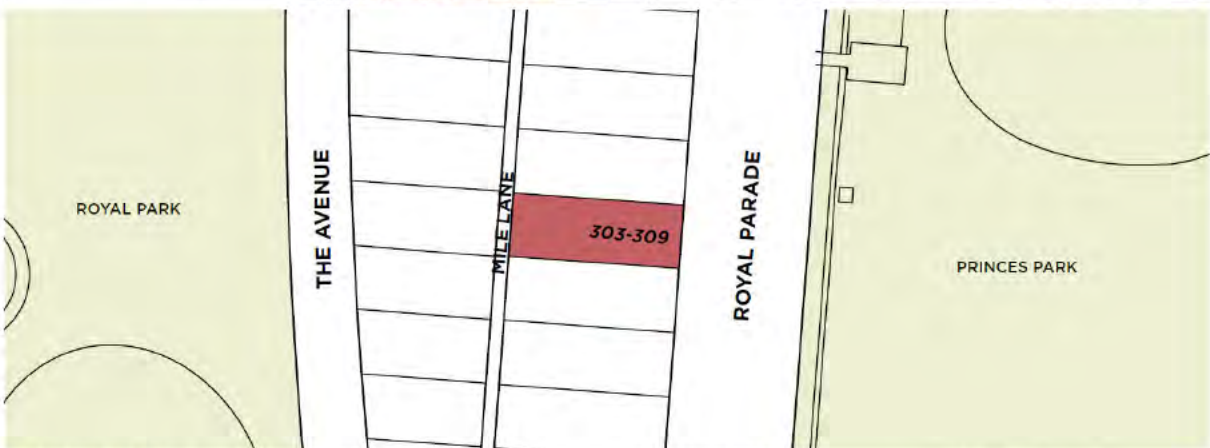 ROYAL PARK
THE AVENUE
MILE LANE
303-309
ROYAL PARADE
PRINCES PARK